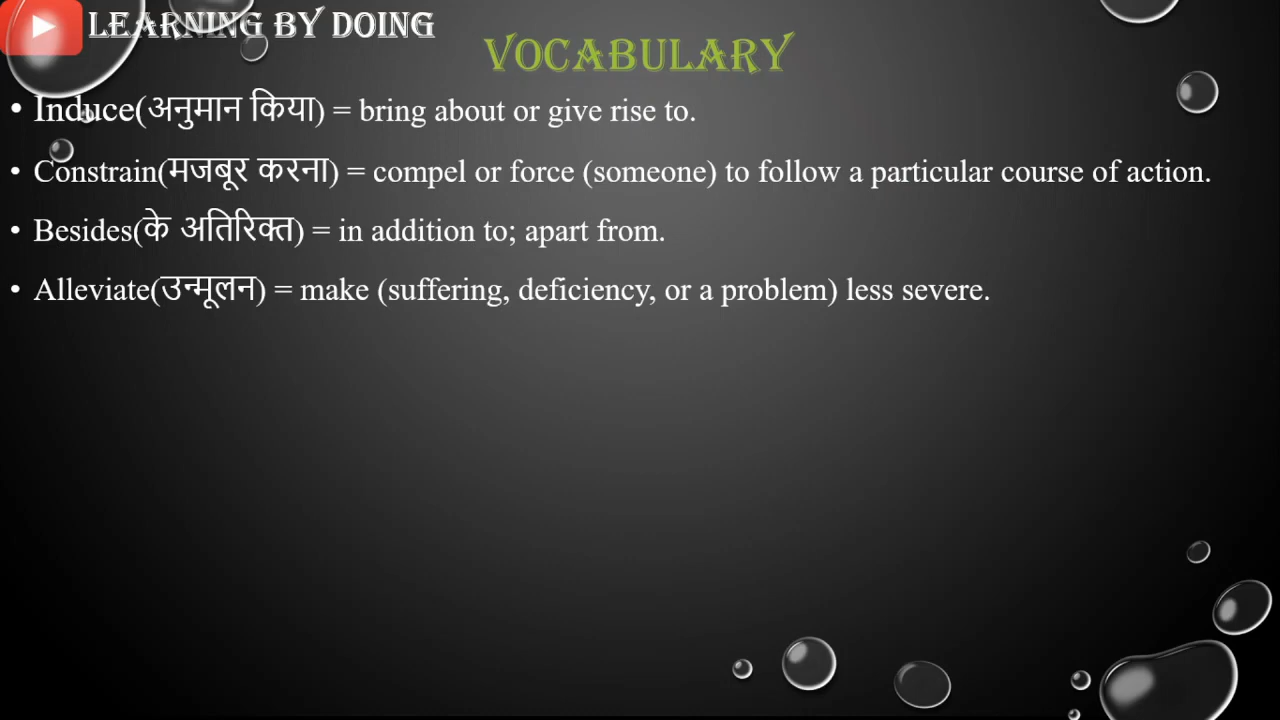 LEARNING BY DOING
VOCABULARY
• Induce(अनुमान किया) = bring about or give rise to.
• Constrain(मजबूर करना) = compel or force (someone) to follow a particular course of action.
• Besides(के अतिरिक्त) = in addition to; apart from.
• Alleviate(उन्मूलन) = make (suffering, deficiency, or a problem) less severe.